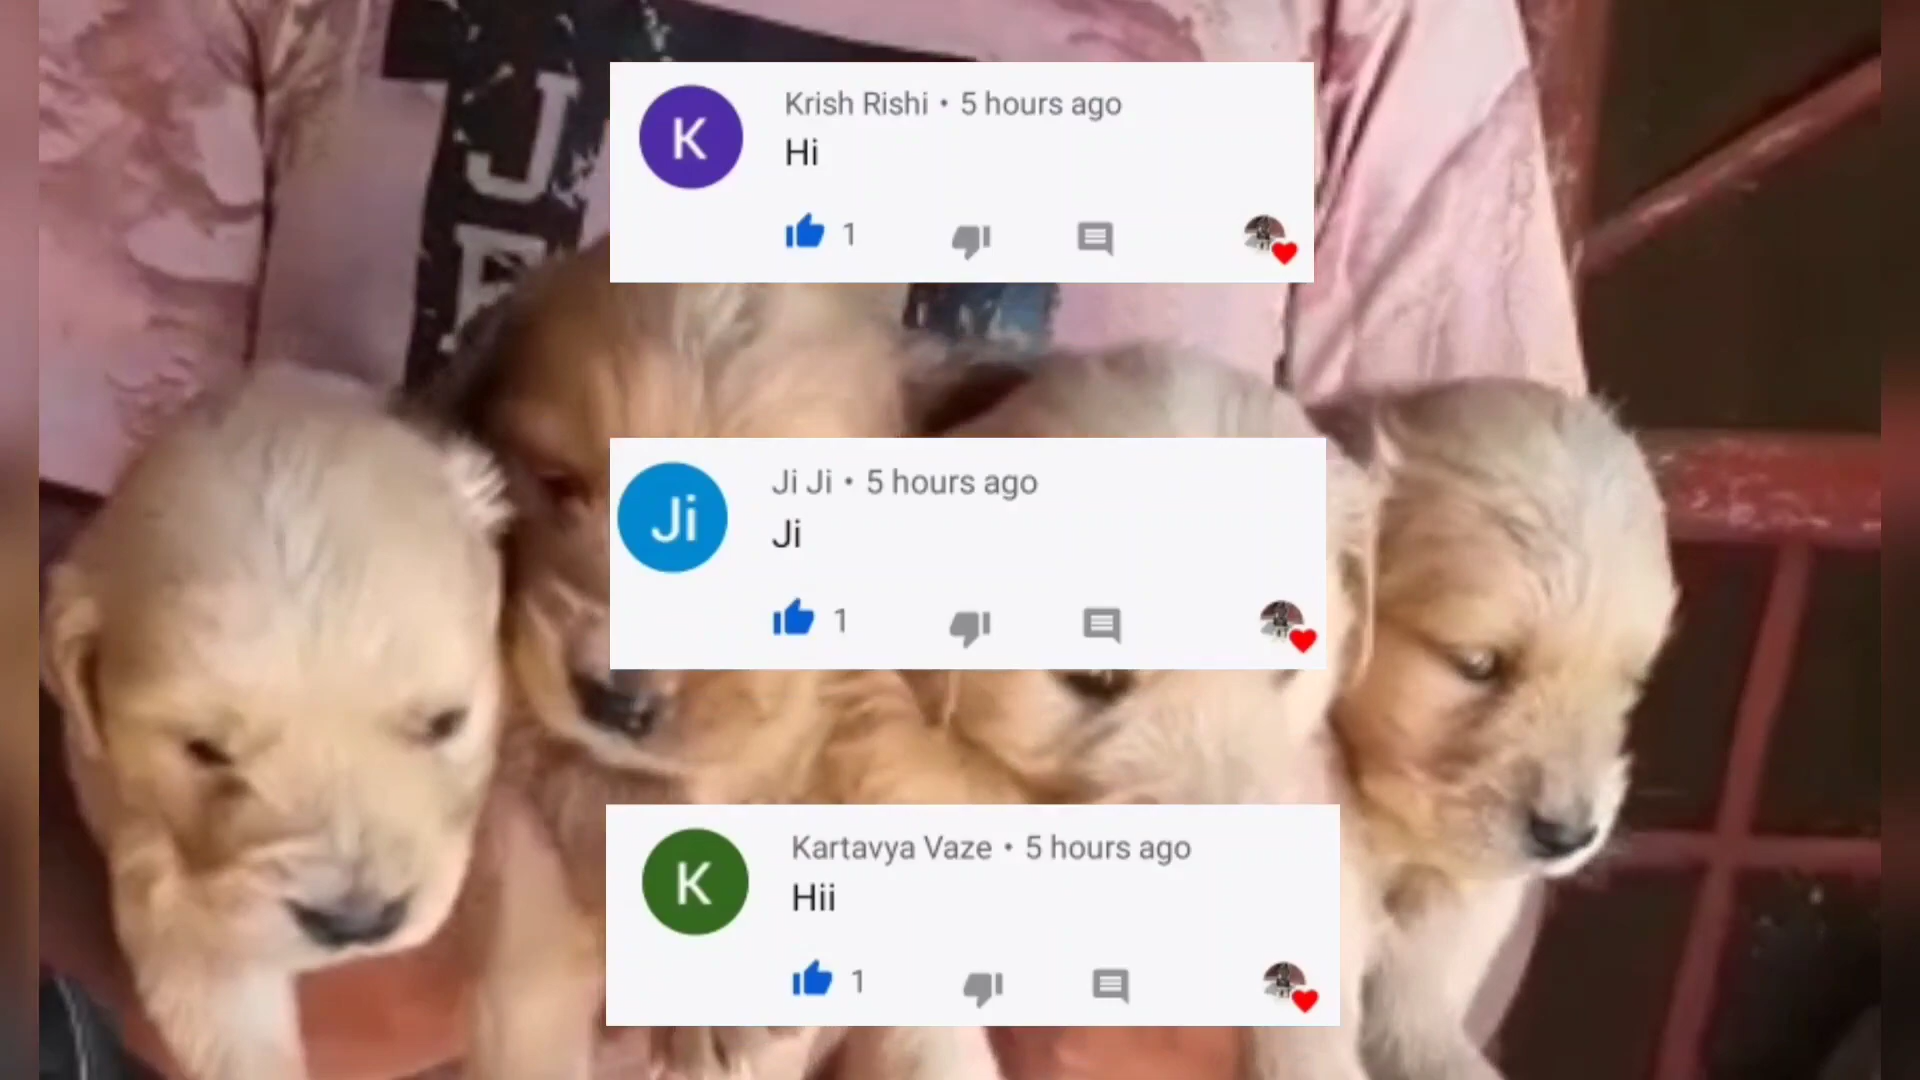 K
Krish Rishi • 5 hours ago
Hi
1
Ji
Ji Ji • 5 hours ago
Ji
1
K
Kartavya Vaze • 5 hours ago
Hii
1